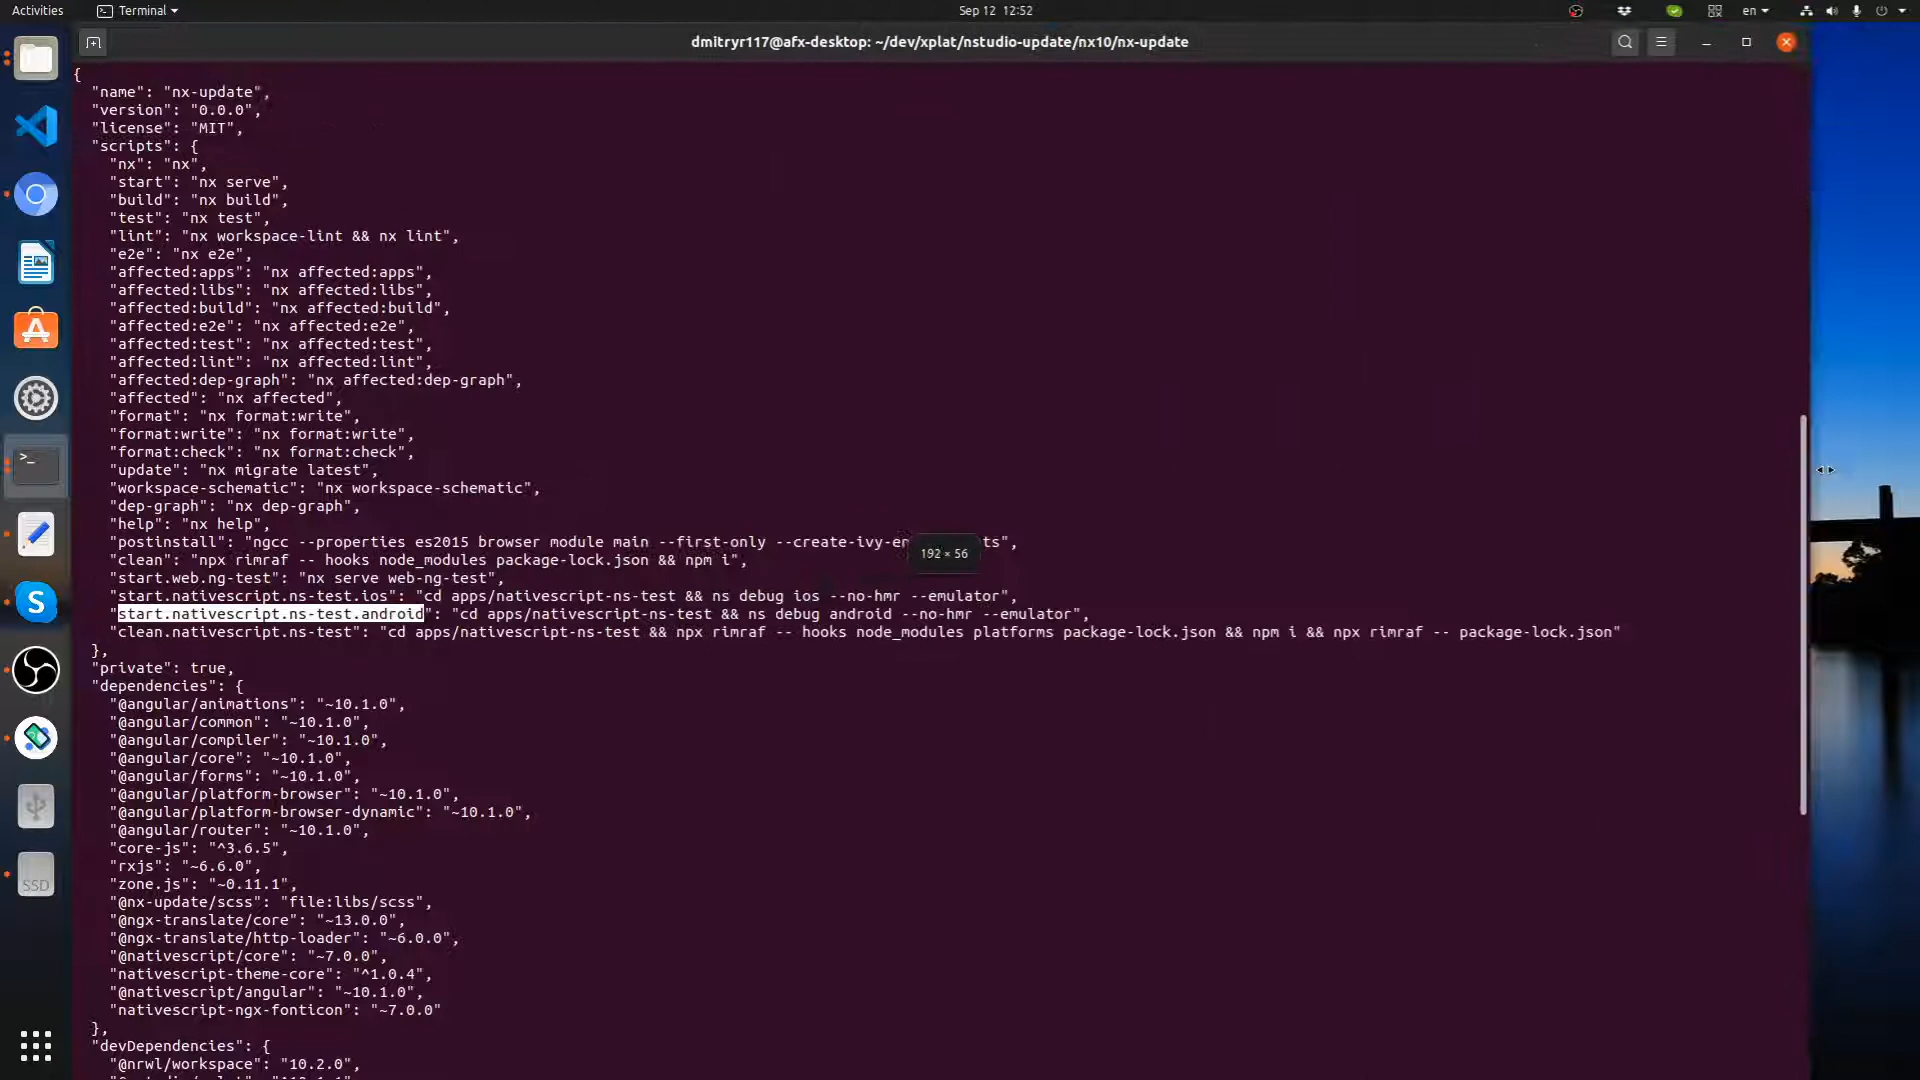 Activities
Terminal
Sep 12 12:52
en
dmitryr117@afx-desktop: ~/dev/xplat/nstudio-update/nx10/nx-update
{
"name": "nx-update",
"version": "0.0.0",
"license": "MIT",
"scripts": {
"nx": "nx",
"start": "nx serve",
"build": "nx build",
"test": "nx test",
"lint": "nx workspace-lint && nx lint",
"e2e": "nx e2e",
"affected:apps": "nx affected:apps",
"affected:libs": "nx affected:libs",
"affected:build": "nx affected:build",
"affected:e2e": "nx affected:e2e",
"affected:test": "nx affected:test",
"affected:lint": "nx affected:lint",
"affected:dep-graph": "nx affected:dep-graph",
"affected": "nx affected",
"format": "nx format:write",
"format:write": "nx format:write",
"format:check": "nx format:check",
"update": "nx migrate latest",
"workspace-schematic": "nx workspace-schematic",
"dep-graph": "nx dep-graph",
"help": "nx help",
"postinstall": "ngcc --properties es2015 browser module main --first-only --create-ivy-en ts",
192 × 56
"clean": "npx rimraf -- hooks node_modules package-lock.json && npm i",
"start.web.ng-test": "nx serve web-ng-test",
"start.nativescript.ns-test.ios": "cd apps/nativescript-ns-test && ns debug ios --no-hmr --emulator",
"start.nativescript.ns-test.android": "cd apps/nativescript-ns-test && ns debug android --no-hmr --emulator",
"clean.nativescript.ns-test": "cd apps/nativescript-ns-test && npx rimraf -- hooks node_modules platforms package-lock.json && npm i && npx rimraf -- package-lock.json"
},
"private": true,
"dependencies": {
"@angular/animations": "~10.1.0",
"@angular/common": "~10.1.0",
"@angular/compiler": "~10.1.0",
"@angular/core": "~10.1.0",
"@angular/forms": "~10.1.0",
"@angular/platform-browser": "~10.1.0",
"@angular/platform-browser-dynamic": "~10.1.0",
"@angular/router": "~10.1.0",
"core-js": "^3.6.5",
"rxjs": "~6.6.0",
"zone.js": "~0.11.1",
"@nx-update/scss": "file:libs/scss",
"@ngx-translate/core": "~13.0.0",
"@ngx-translate/http-loader": "~6.0.0",
"@nativescript/core": "~7.0.0",
"nativescript-theme-core": "^1.0.4",
"@nativescript/angular": "~10.1.0",
"nativescript-ngx-fonticon": "~7.0.0"
},
"devDependencies": {
"@nrwl/workspace": "10.2.0",
SSD